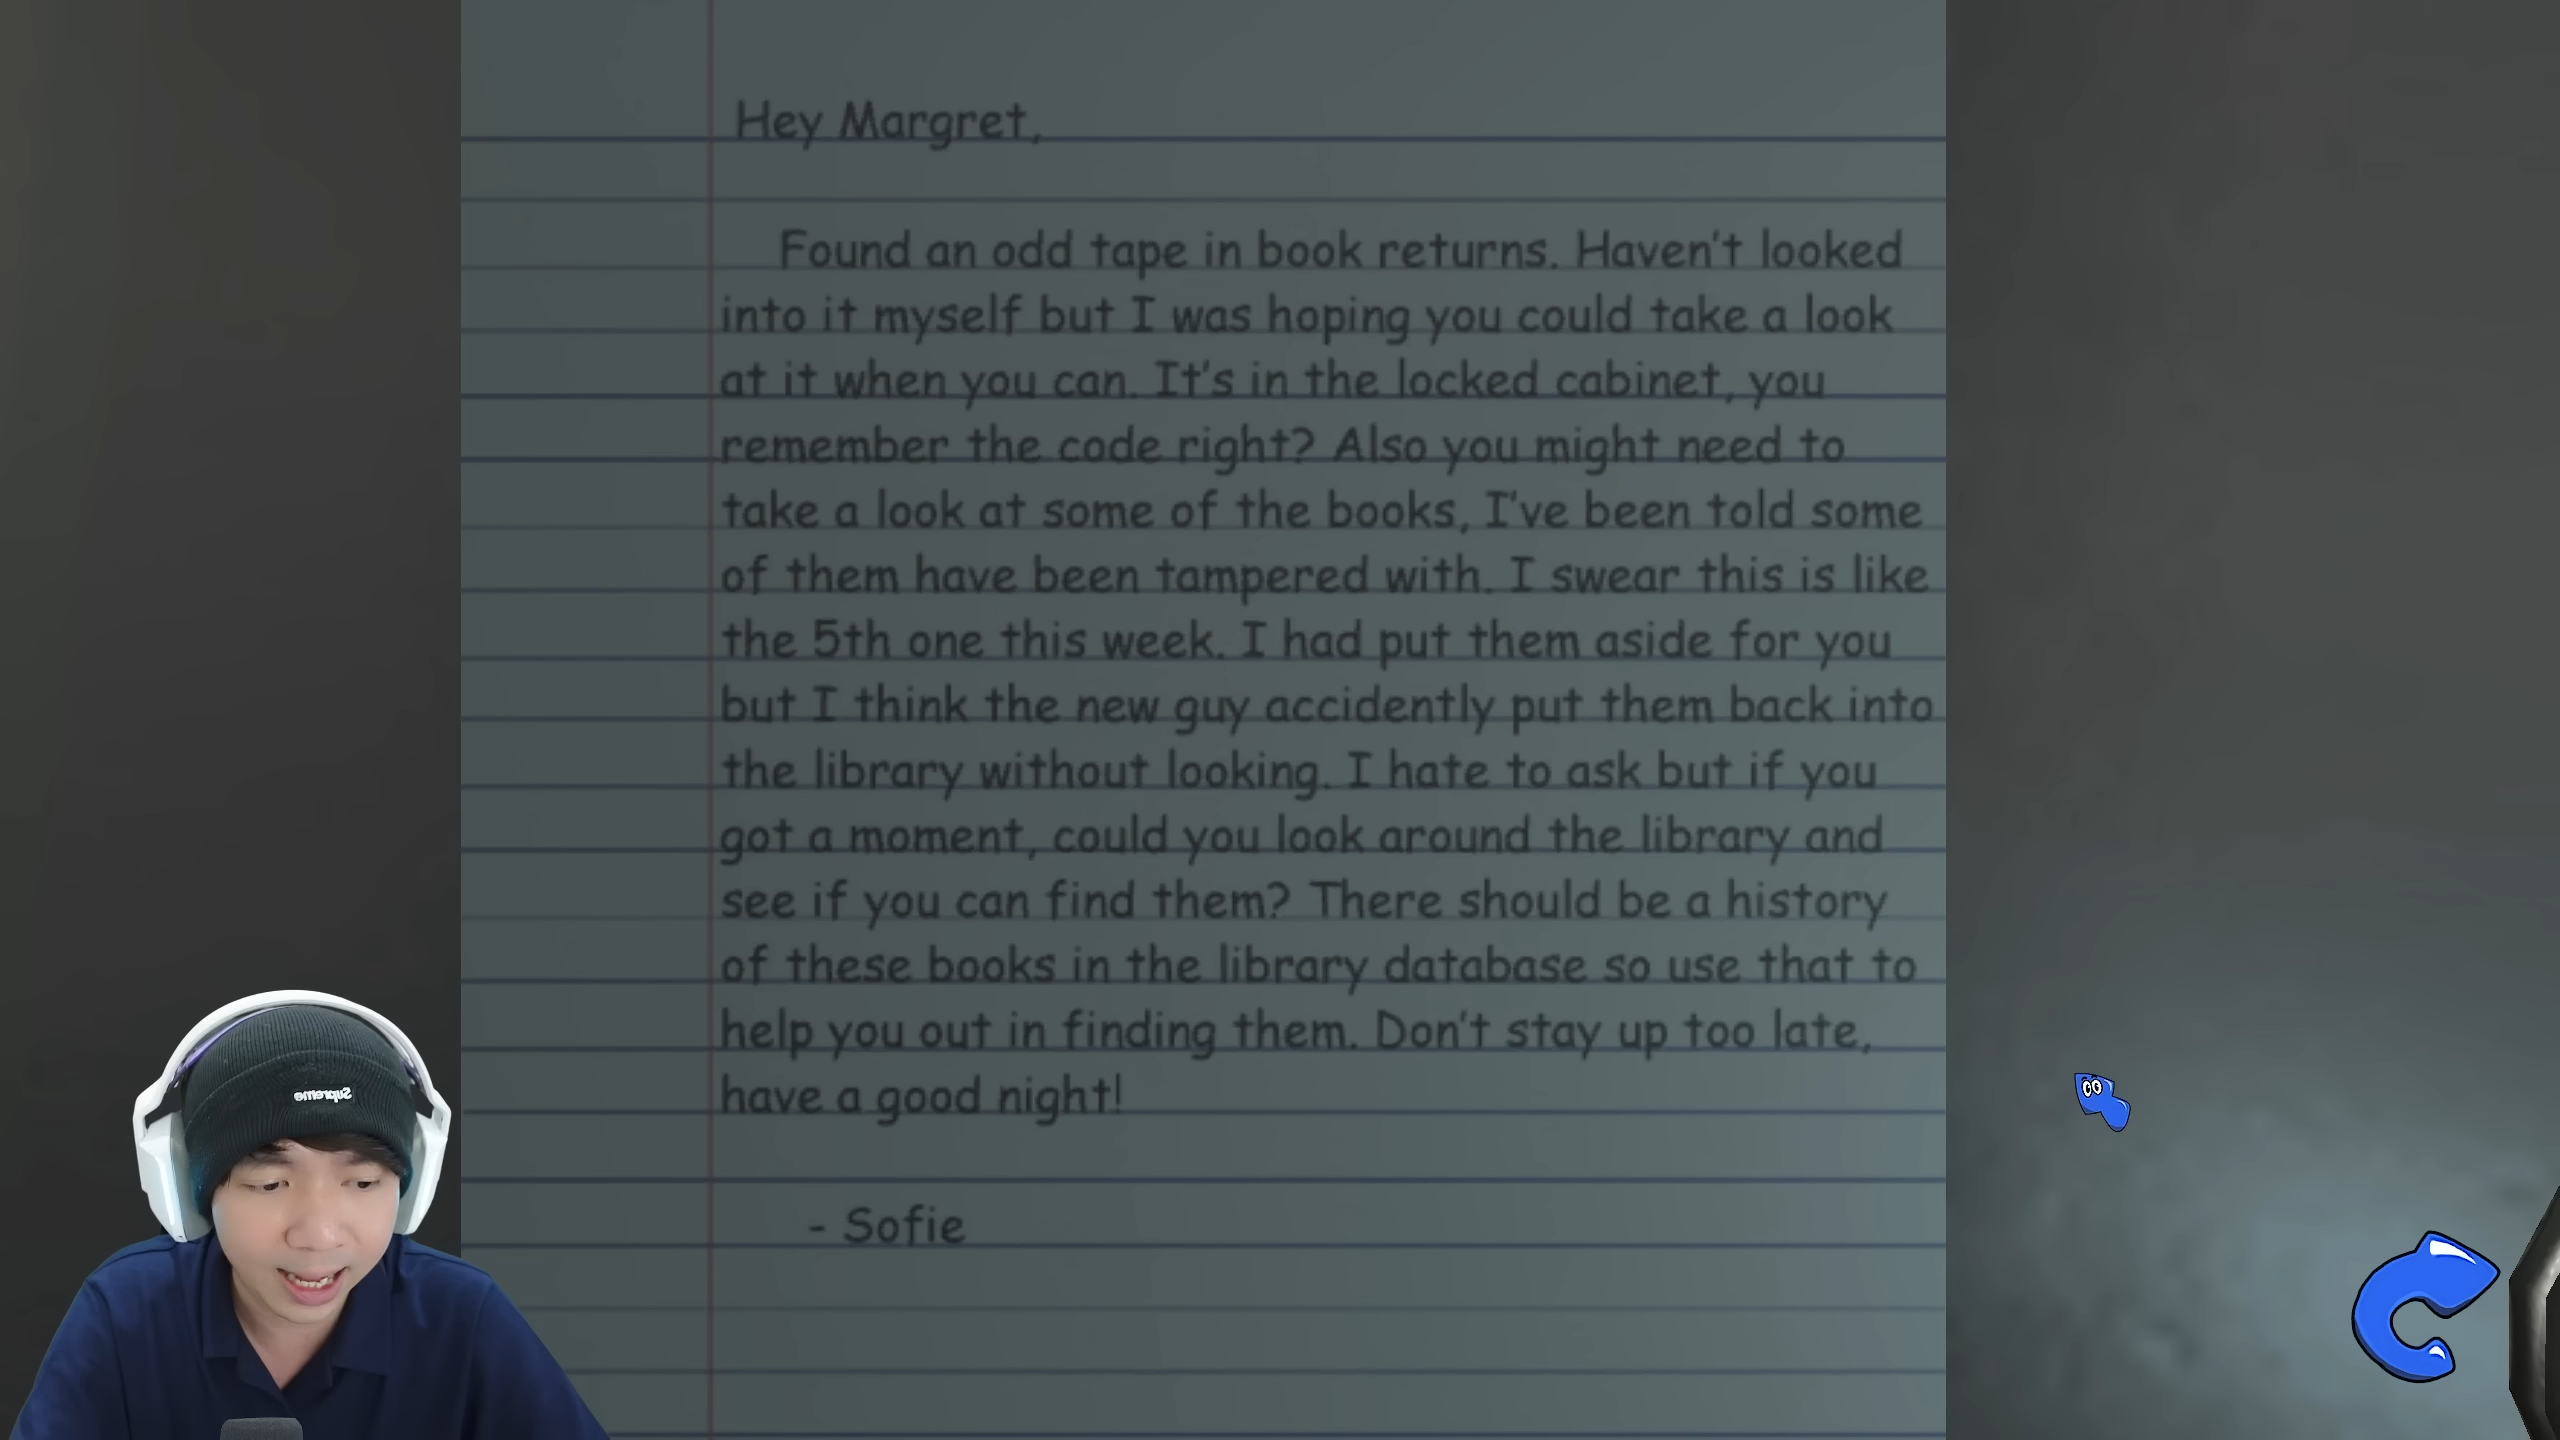 Hey Margret,
Found an odd tape in book returns. Haven't looked
into it myself but I was hoping you could take a look
at it when you can. It's in the locked cabinet, you
remember the code right? Also you might need to
take a look at some of the books, I've been told some
of them have been tampered with. I swear this is like
the 5th one this week. I had put them aside for you
but I think the new guy accidently put them back into
the library without looking. I hate to ask but if you
got a moment, could you look around the library and
see if you can find them? There should be a history
of these books in the library database so use that to
help you out in finding them. Don't stay up too late,
have a good night!
- Sofie
Supreme